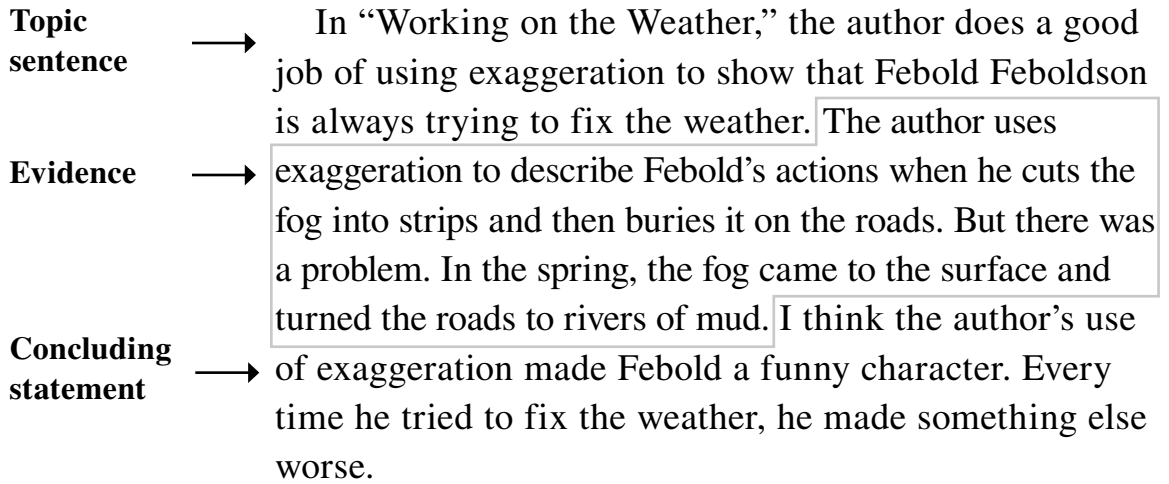 Topic
sentence
In “Working on the Weather,” the author does a good
job of using exaggeration to show that Febold Feboldson
is always trying to fix the weather. The author uses
Evidence
exaggeration to describe Febold’s actions when he cuts the
fog into strips and then buries it on the roads. But there was
a problem. In the spring, the fog came to the surface and
turned the roads to rivers of mud. I think the author’s use
Concluding
statement
of exaggeration made Febold a funny character. Every
time he tried to fix the weather, he made something else
worse.